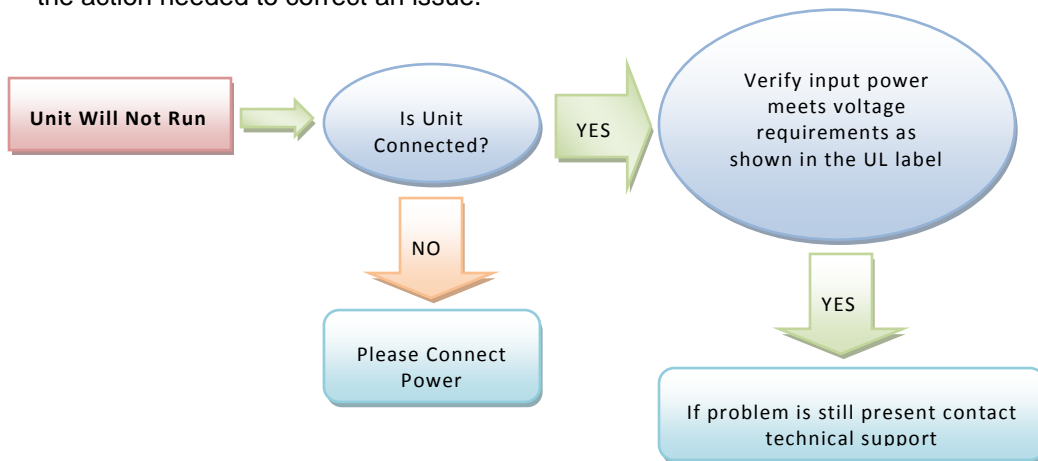 the action needed to correct an issue.
Unit Will Not Run
Is Unit
Connected?
YES
Verify input power
meets voltage
requirements as
shown in the UL label
NO
YES
Please Connect
Power
If problem is still present contact
technical support